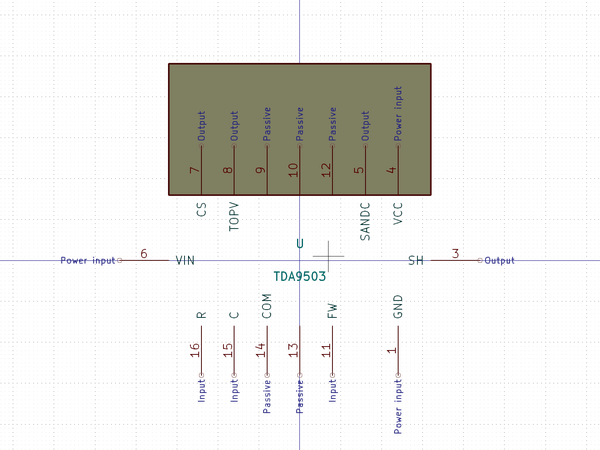 Output
Output
Passive
Passive
Passive
Output
Power input
7
8
9
10
12
5
4
CS
TOPV
SANDC
VCC
U
Power input
6
VIN
SH
3
Output
TDA9503
R
C
COM
FW
GND
16
15
14
13
11
1
Input
Input
Passive
Passive
Input
Power input